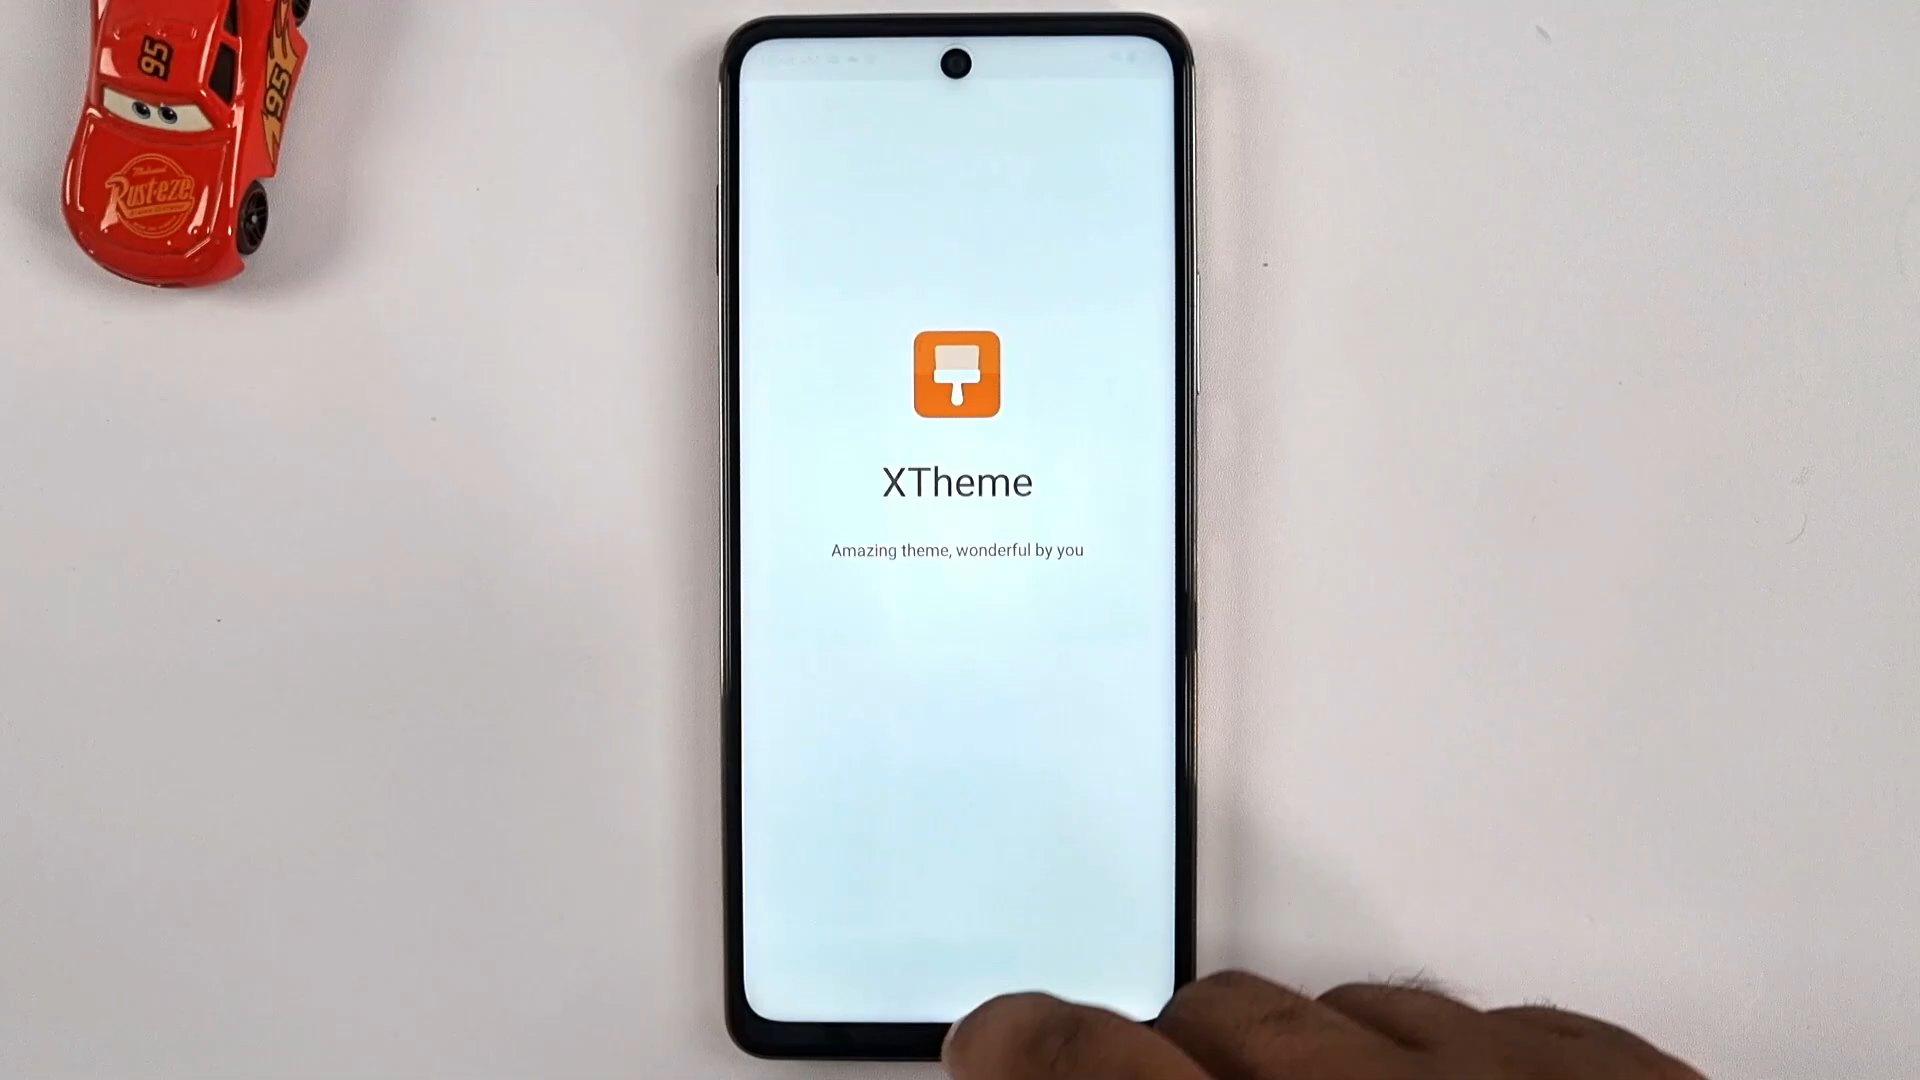 95
95
Rust-eze
XTheme
Amazing theme, wonderful by you